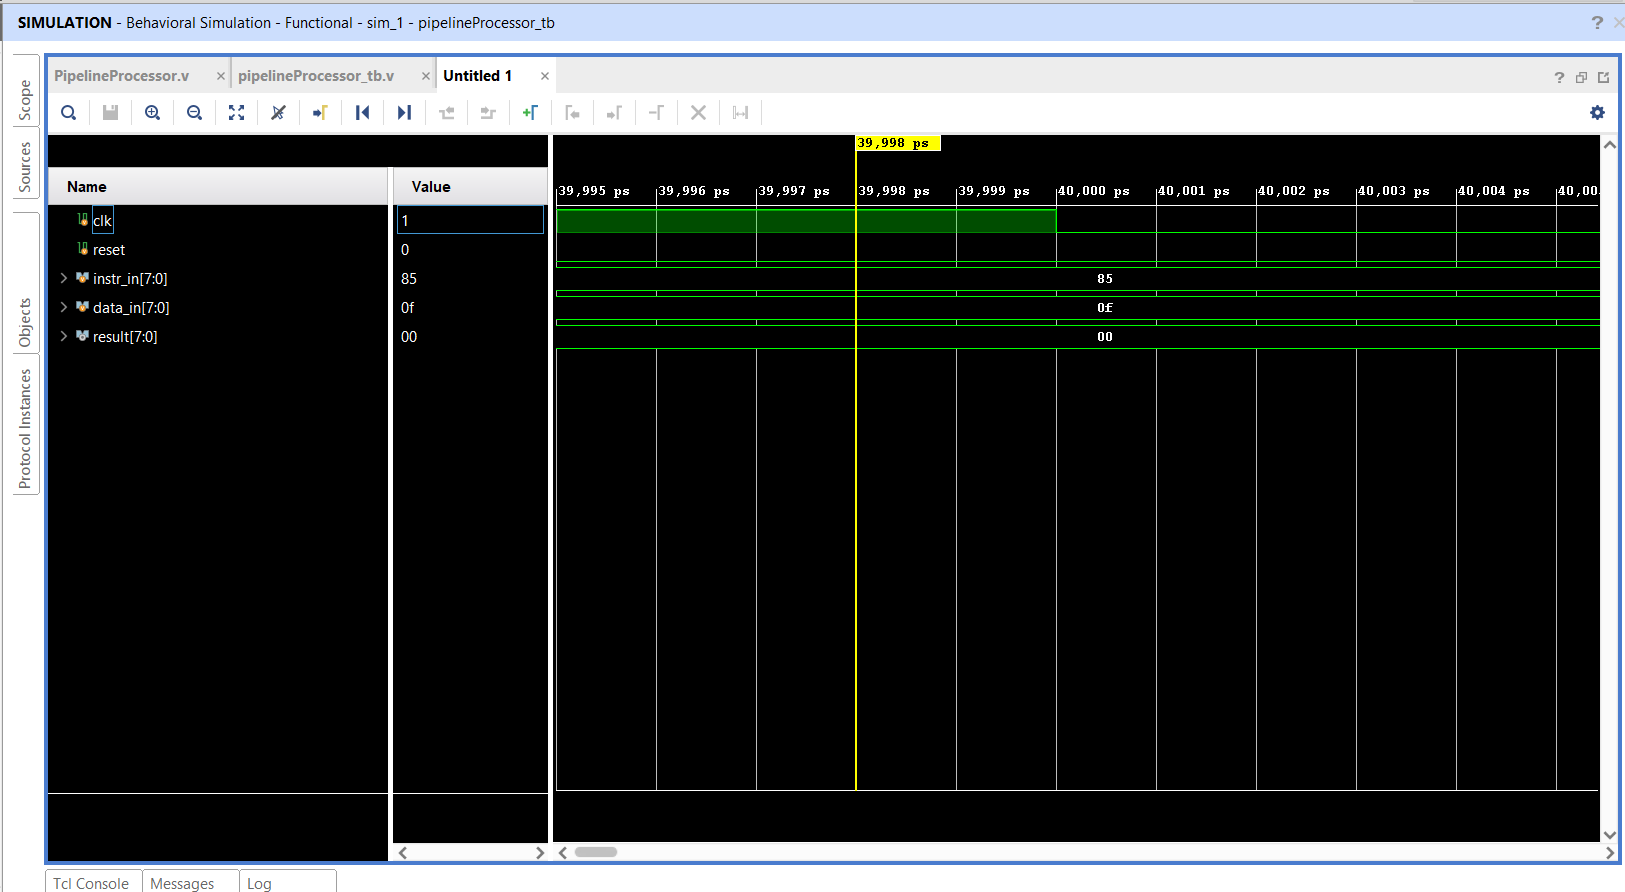 SIMULATION - Behavioral Simulation - Functional - sim_1 - pipelineProcessor_tb
Scope
Sources
Objects
Protocol Instances
PipelineProcessor.v
pipelineProcessor_tb.v
Untitled 1
39,998 ps
Name Value
39,995 ps 39,996 ps 39,997 ps 39,998 ps 39,999 ps 40,000 ps 40,001 ps 40,002 ps 40,003 ps 40,004 ps
clk 1
reset 0
instr_in[7:0] 85 85
data_in[7:0] 0f 0f
result[7:0] 00 00
Tcl Console Messages Log